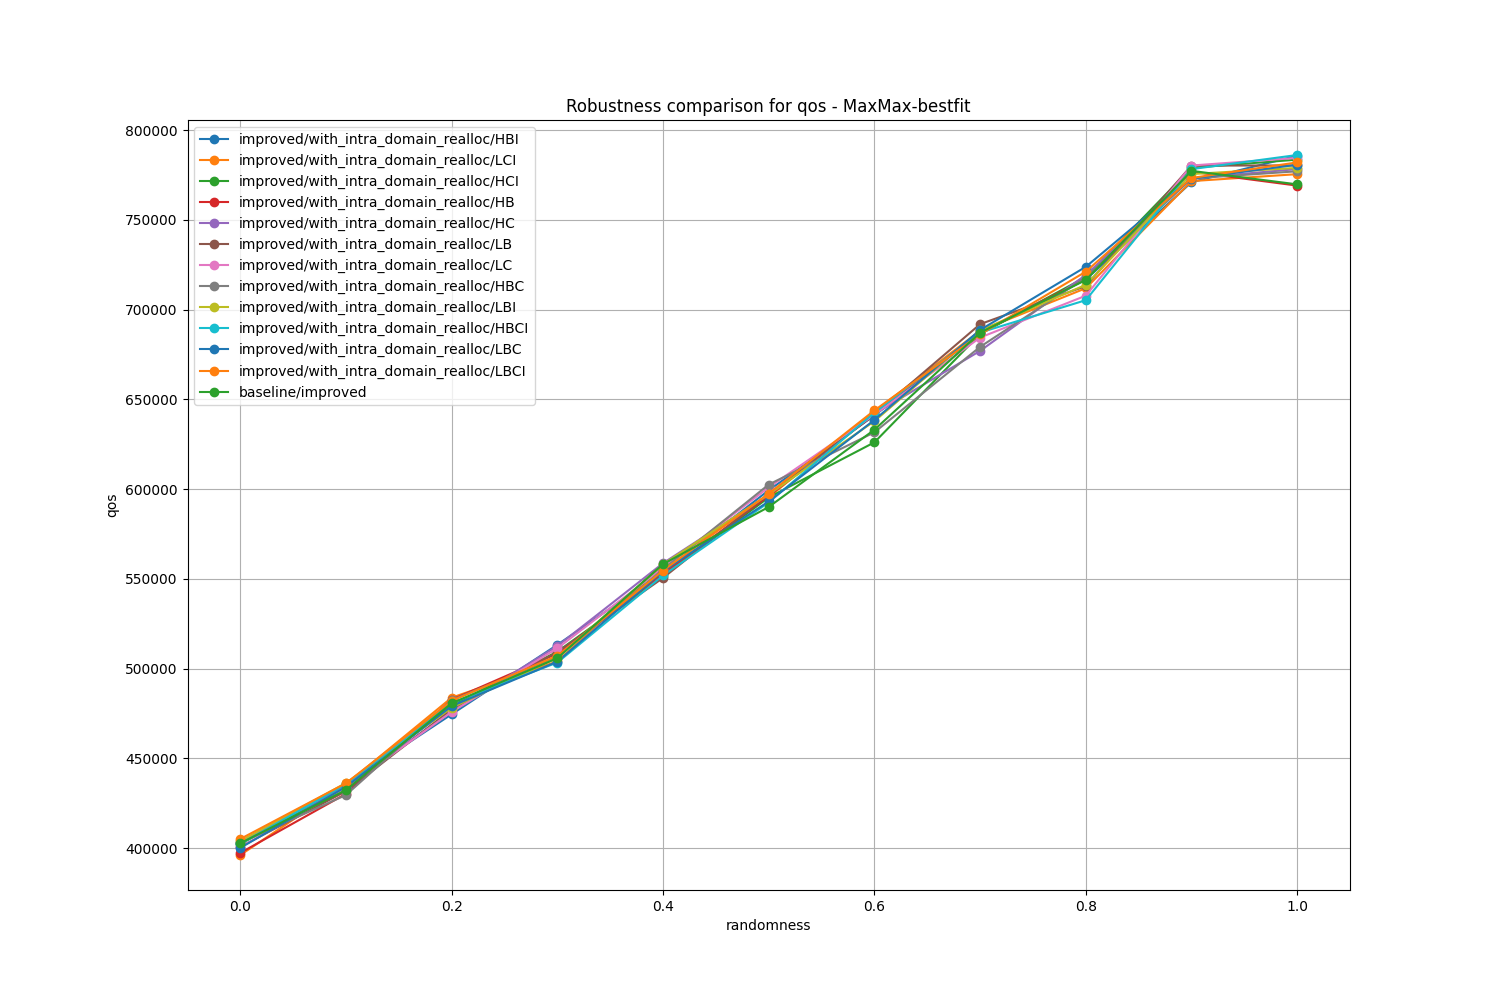 Robustness comparison for qos - MaxMax-bestfit
800000
750000
700000
650000
600000
550000
500000
450000
400000
qos
improved/with_intra_domain_realloc/HBI
improved/with_intra_domain_realloc/LCI
improved/with_intra_domain_realloc/HCI
improved/with_intra_domain_realloc/HB
improved/with_intra_domain_realloc/HC
improved/with_intra_domain_realloc/LB
improved/with_intra_domain_realloc/LC
improved/with_intra_domain_realloc/HBC
improved/with_intra_domain_realloc/LBI
improved/with_intra_domain_realloc/HBCI
improved/with_intra_domain_realloc/LBC
improved/with_intra_domain_realloc/LBCI
baseline/improved
0.0 0.2 0.4 0.6 0.8 1.0
randomness